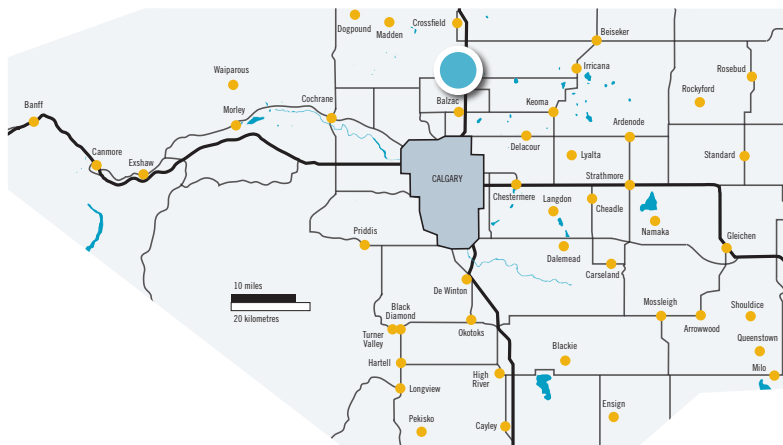 Dogpound
Madden
Crossfield
Beiseker
Waiparous
Irricana
Rosebud
Rockyford
Banff
Morley
Cochrane
Balzac
Keoma
Ardenode
Canmore
Exshaw
Delacour
Lyalta
Standard
CALGARY
Chestermere
Strathmore
Langdon
Cheadle
Namaka
Priddis
Gleichen
Dalemead
Carseland
De Winton
10 miles
20 kilometres
Black
Diamond
Turner
Valley
Okotoks
Mossleigh
Arrowwood
Shouldice
Queenstown
Hartell
Blackie
Milo
High
River
Longview
Ensign
Pekisko
Cayley